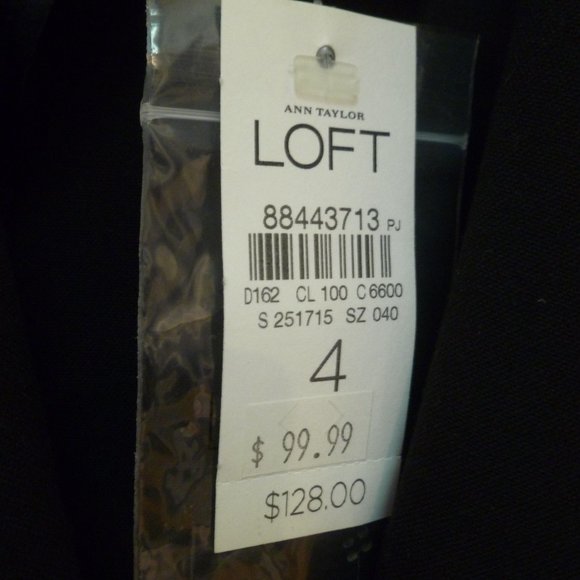 ANN TAYLOR
LOFT
88443713 PJ
D162 CL 100 C 6600
S 251715 SZ 040
4
$ 99.99
$128.00